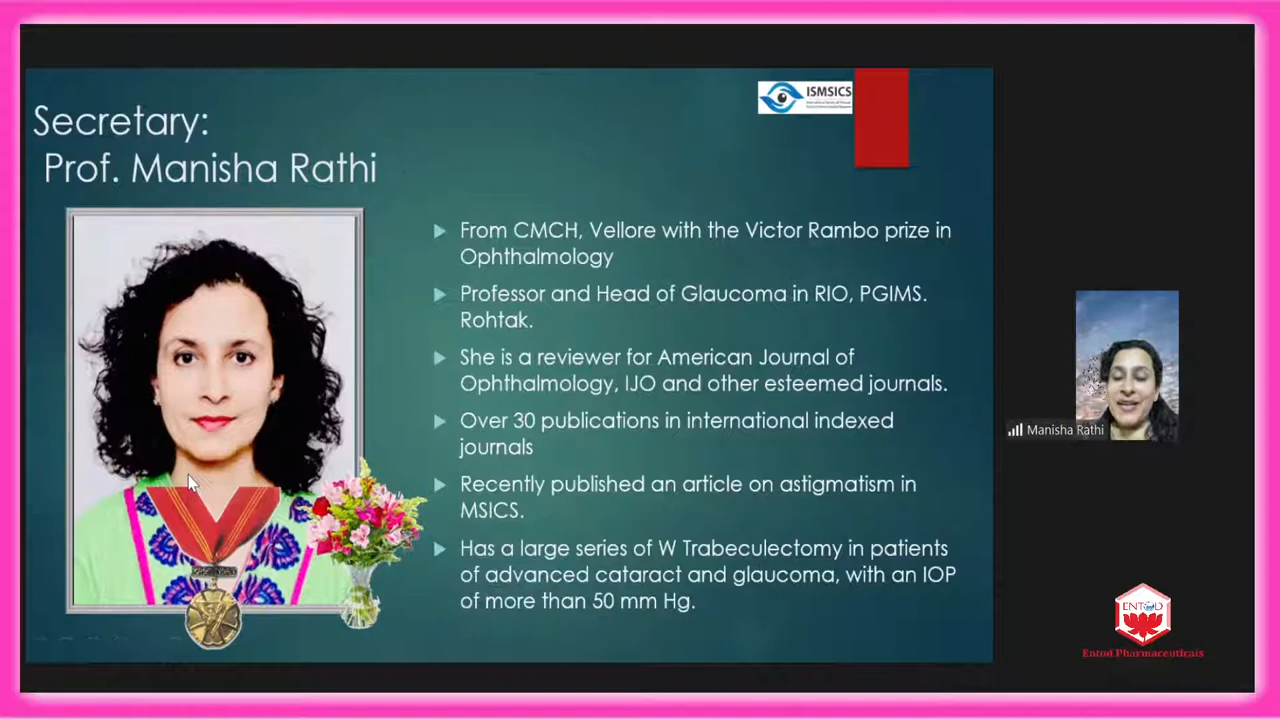 Secretary:
Prof. Manisha Rathi
ISMSICS
From CMCH, Vellore with the Victor Rambo prize in
Ophthalmology
Professor and Head of Glaucoma in RIO, PGIMS.
Rohtak.
She is a reviewer for American Journal of
Ophthalmology, IJO and other esteemed journals.
Over 30 publications in international indexed
journals
Recently published an article on astigmatism in
MSICS.
Has a large series of W Trabeculectomy in patients
of advanced cataract and glaucoma, with an IOP
of more than 50 mm Hg.
Manisha Rathi
ENTOD
Entod Pharmaceuticals